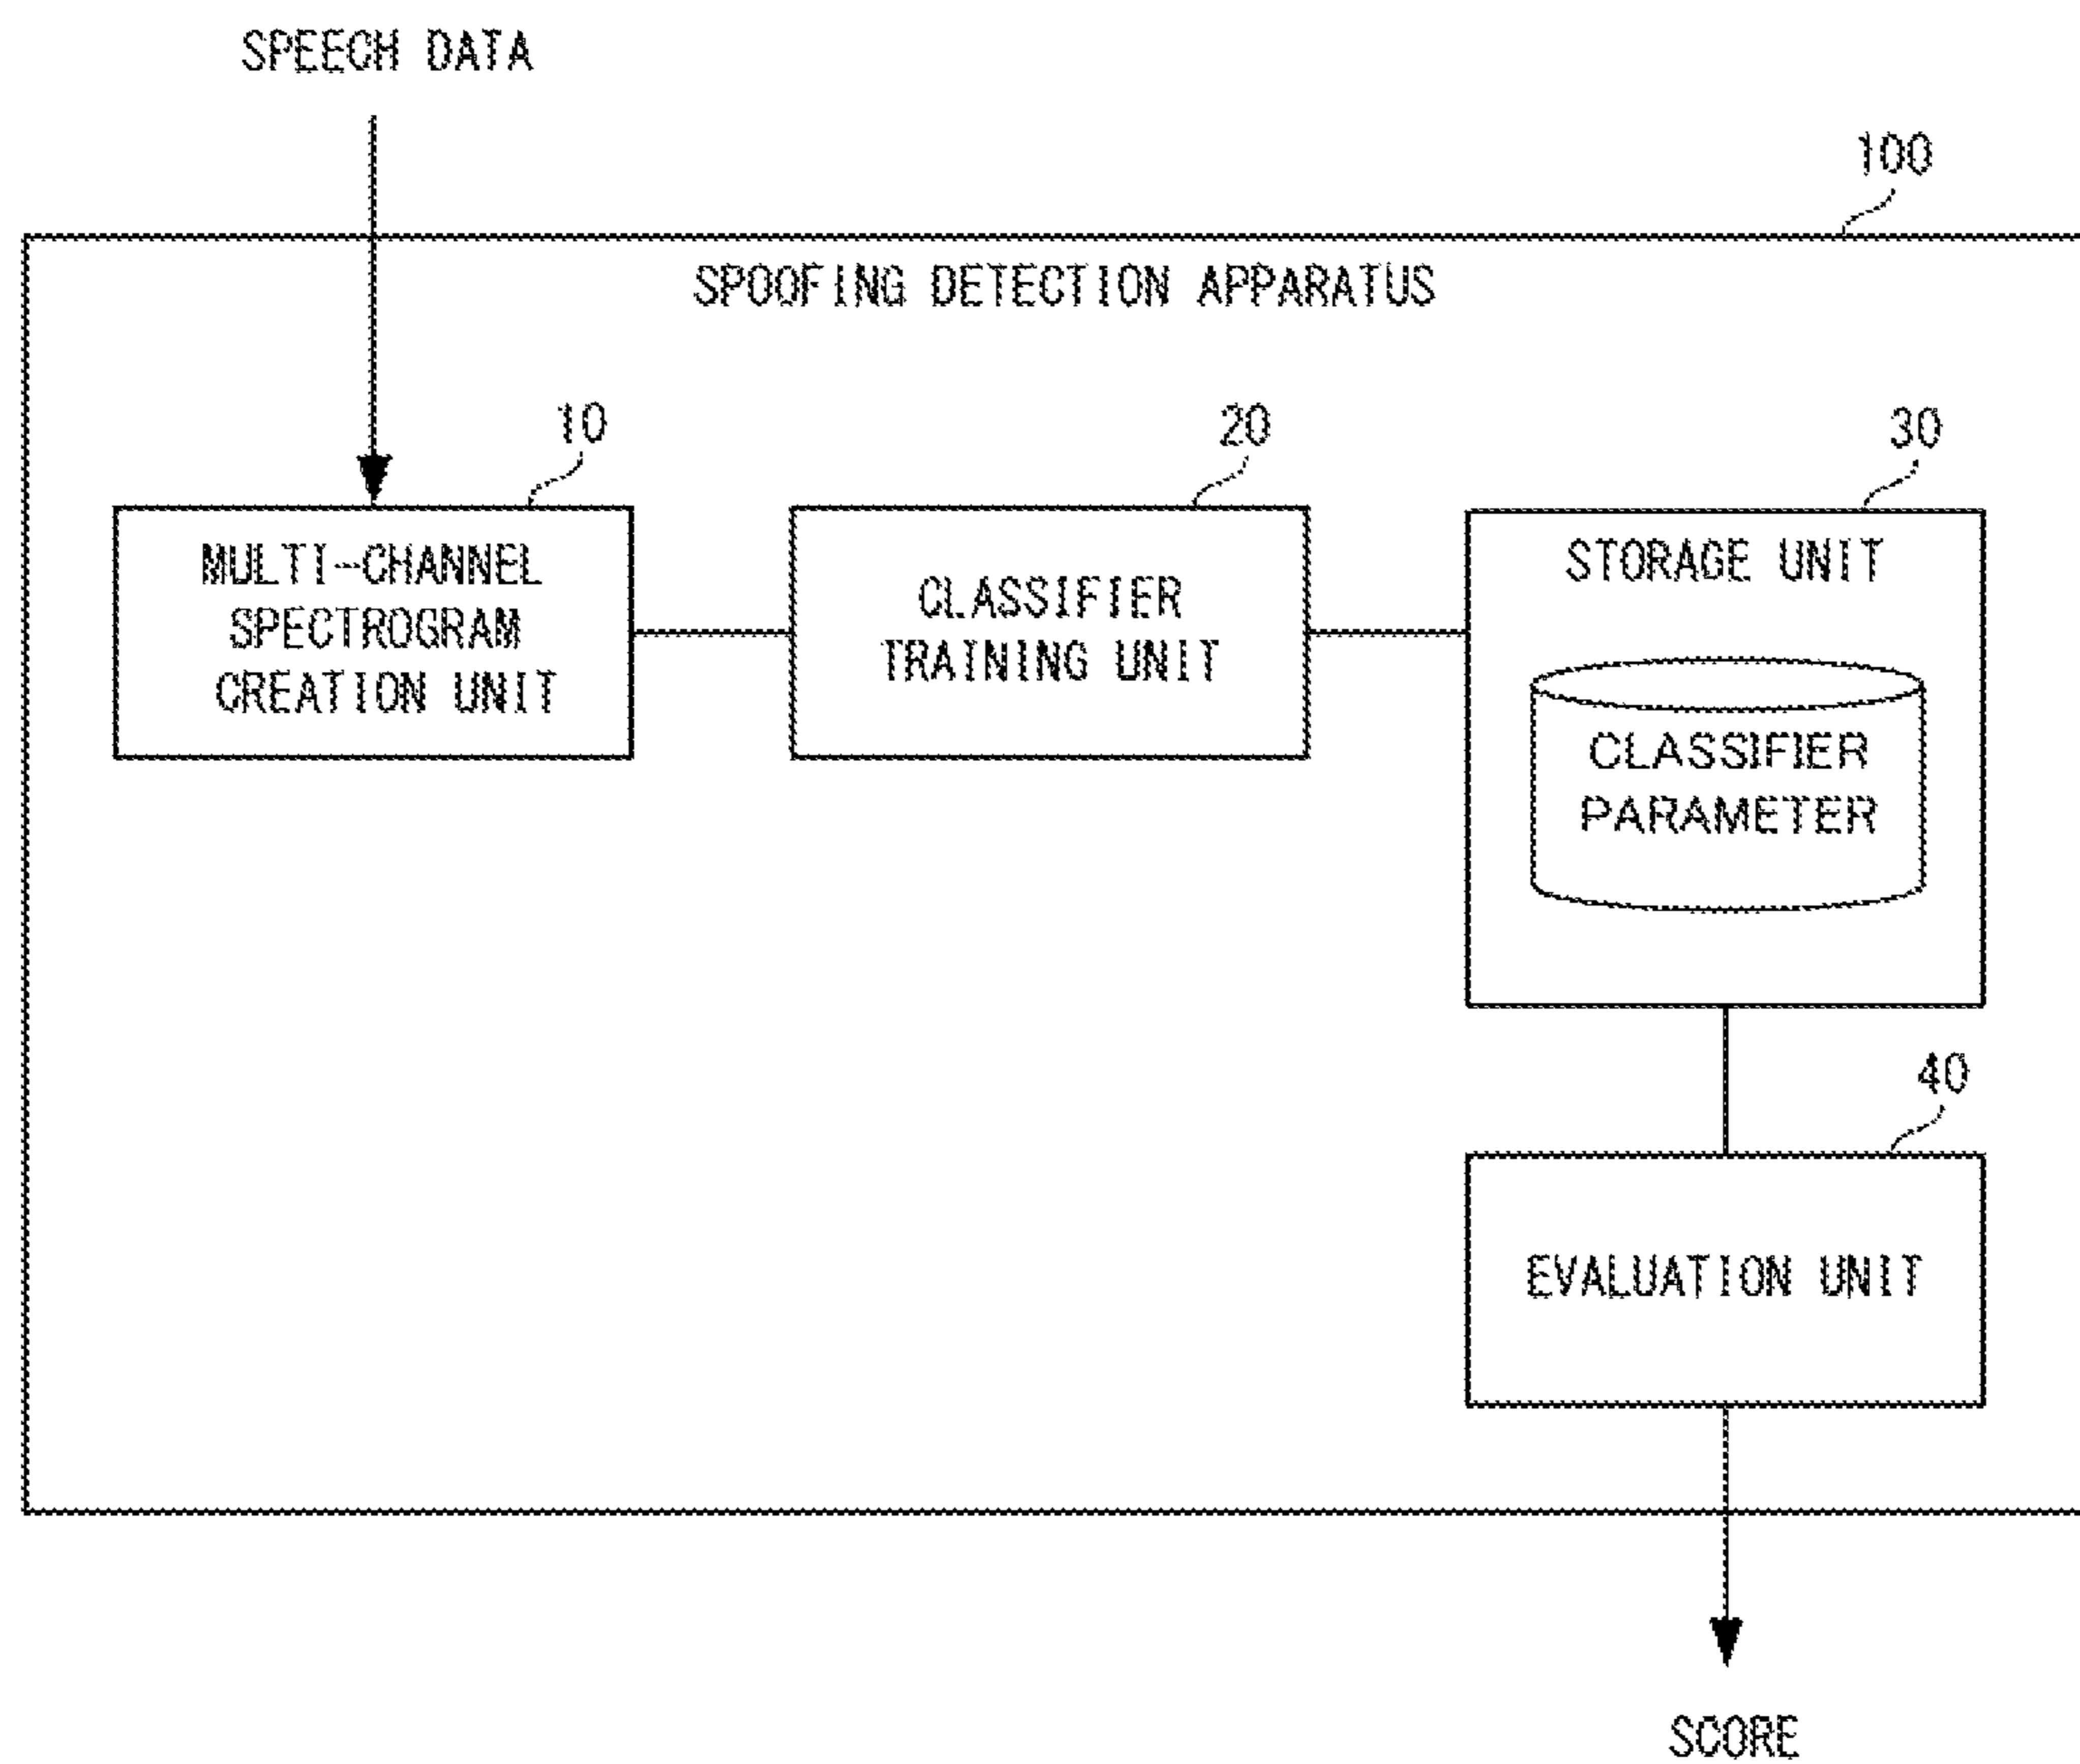 SPEECH DATA
100
SPOOFING DETECTION APPARATUS
10
20
30
MULTI-CHANNEL
SPECTROGRAM
CREATION UNIT
CLASSIFIER
TRAINING UNIT
STORAGE UNIT
CLASSIFIER
PARAMETER
40
EVALUATION UNIT
SCORE